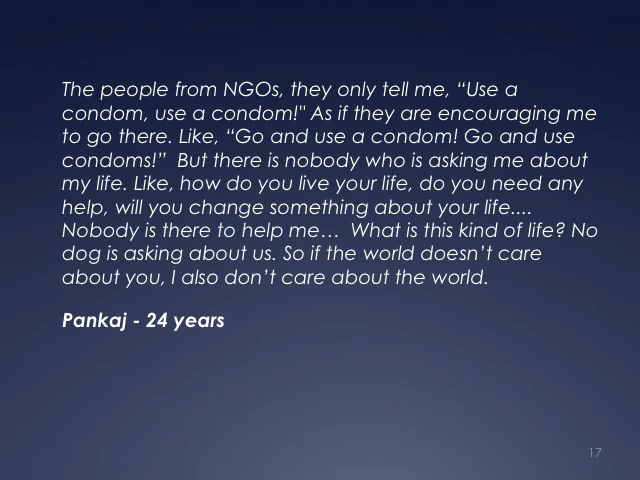 The people from NGOs, they only tell me, “Use a
condom, use a condom!" As if they are encouraging me
to go there. Like, “Go and use a condom! Go and use
condoms!”  But there is nobody who is asking me about
my life. Like, how do you live your life, do you need any
help, will you change something about your life....
Nobody is there to help me…  What is this kind of life? No
dog is asking about us. So if the world doesn’t care
about you, I also don’t care about the world.
Pankaj - 24 years
17